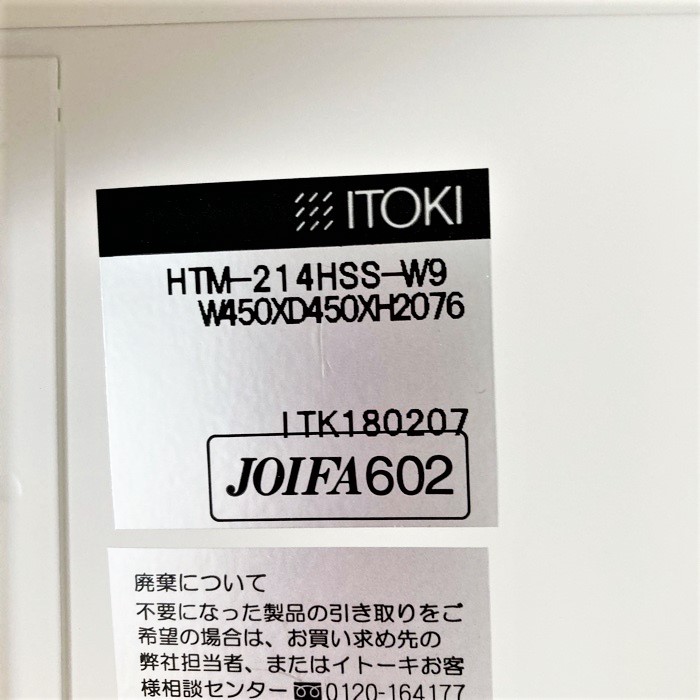 ITOKI
HTM-214HSS-W9
W450XD450XH2076
ITK180207
JOIFA602
廃棄について
不要になった製品の引き取りをご
希望の場合は、お買い求め先の
弊社担当者、またはイトーキお客
様相談センター 0120-164177